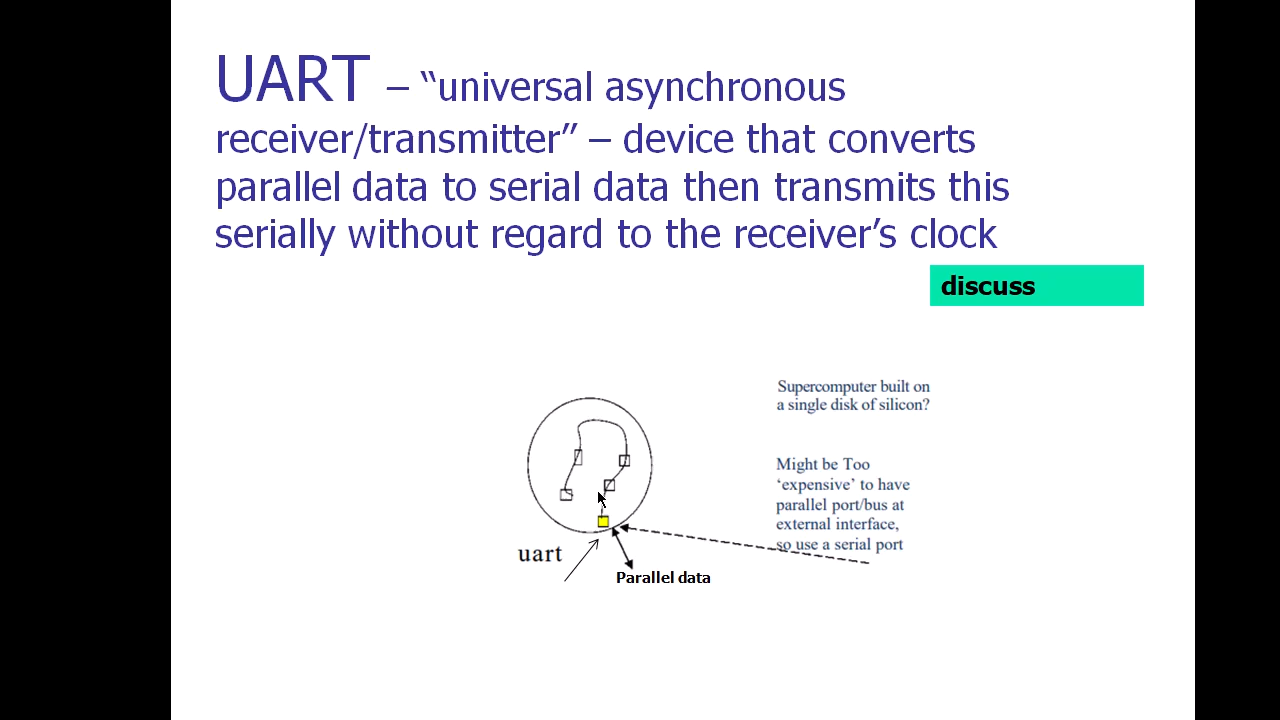 UART – “universal asynchronous
receiver/transmitter” – device that converts
parallel data to serial data then transmits this
serially without regard to the receiver’s clock
discuss
Supercomputer built on
a single disk of silicon?
Might be Too
‘expensive’ to have
parallel port/bus at
external interface,
so use a serial port
uart
Parallel data